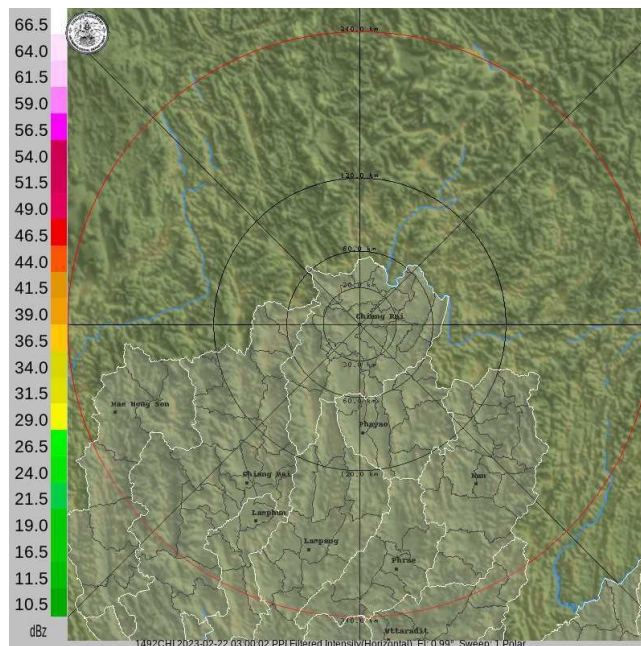 66.5
64.0
61.5
59.0
56.5
54.0
51.5
49.0
46.5
44.0
41.5
39.0
36.5
34.0
31.5
29.0
26.5
24.0
21.5
19.0
16.5
11.5
10.5
dBz
240.0 km
120.0 km
60.0 km
Chiang Rai
30.0 km
60.0 km
Mae Hong Son
Phayao
120.0 km
Chiang Mai
Nan
Lamphun
Lampang
Phrae
240.0 km
Uttaradit
1492CHI 2023-02-22 03:00:02 PPI Filtered Intensity(Horizontal) El 0.99° Sweep: 1 Polar